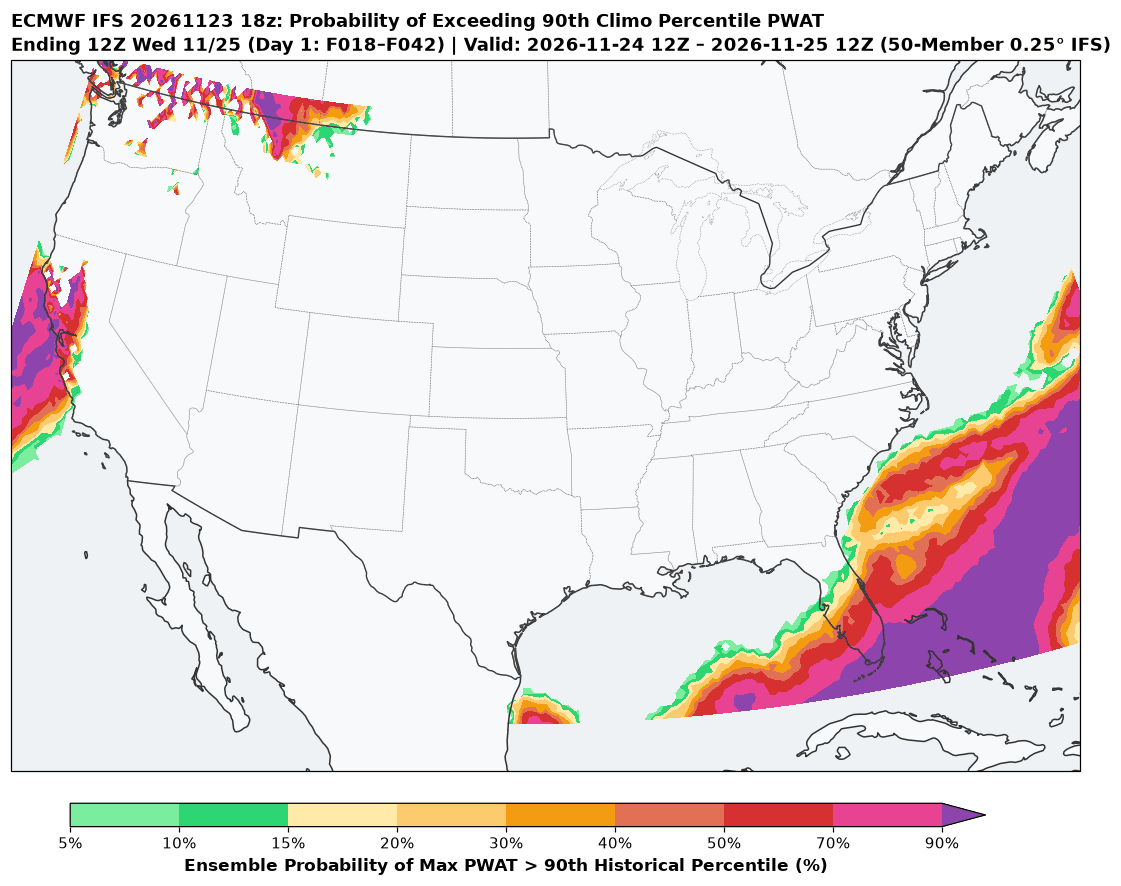 ECMWF IFS 20261123 18z: Probability of Exceeding 90th Climo Percentile PWAT
Ending 12Z Wed 11/25 (Day 1: F018–F042) | Valid: 2026-11-24 12Z – 2026-11-25 12Z (50-Member 0.25° IFS)
5% 10% 15% 20% 30% 40% 50% 70% 90%
Ensemble Probability of Max PWAT > 90th Historical Percentile (%)